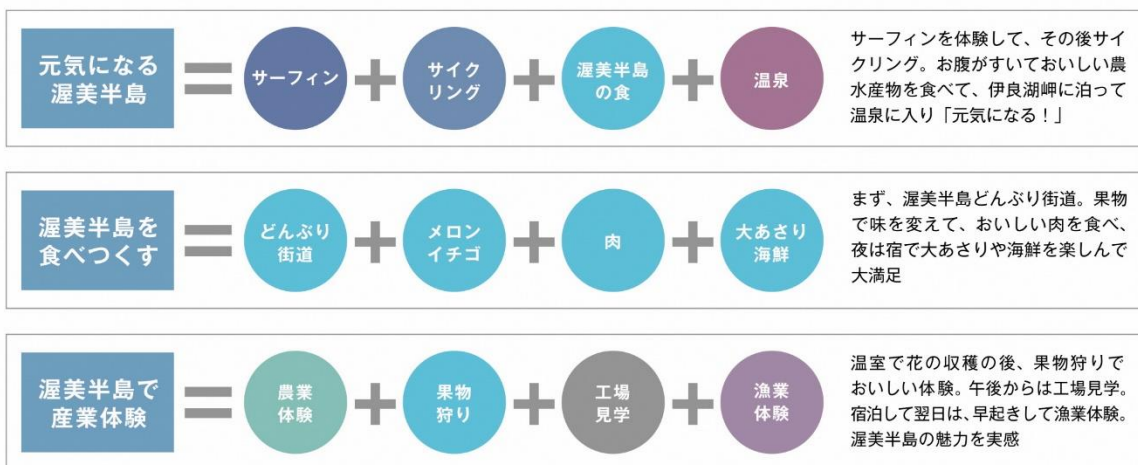 元気になる
渥美半島
=
サーフィン
+
サイク
リング
+
渥美半島
の食
+
温泉
サーフィンを体験して、その後サイ
クリング。お腹がすいておいしい農
水産物を食べて、伊良湖岬に泊って
温泉に入り「元気になる！」
渥美半島を
食べつくす
=
どんぶり
街道
+
メロン
イチゴ
+
肉
+
大あさり
海鮮
まず、渥美半島どんぶり街道。果物
で味を変えて、おいしい肉を食べ、
夜は宿で大あさりや海鮮を楽しんで
大満足
渥美半島で
産業体験
=
農業
体験
+
果物
狩り
+
工場
見学
+
漁業
体験
温室で花の収穫の後、果物狩りで
おいしい体験。午後からは工場見学。
宿泊して翌日は、早起きして漁業体験。
渥美半島の魅力を実感